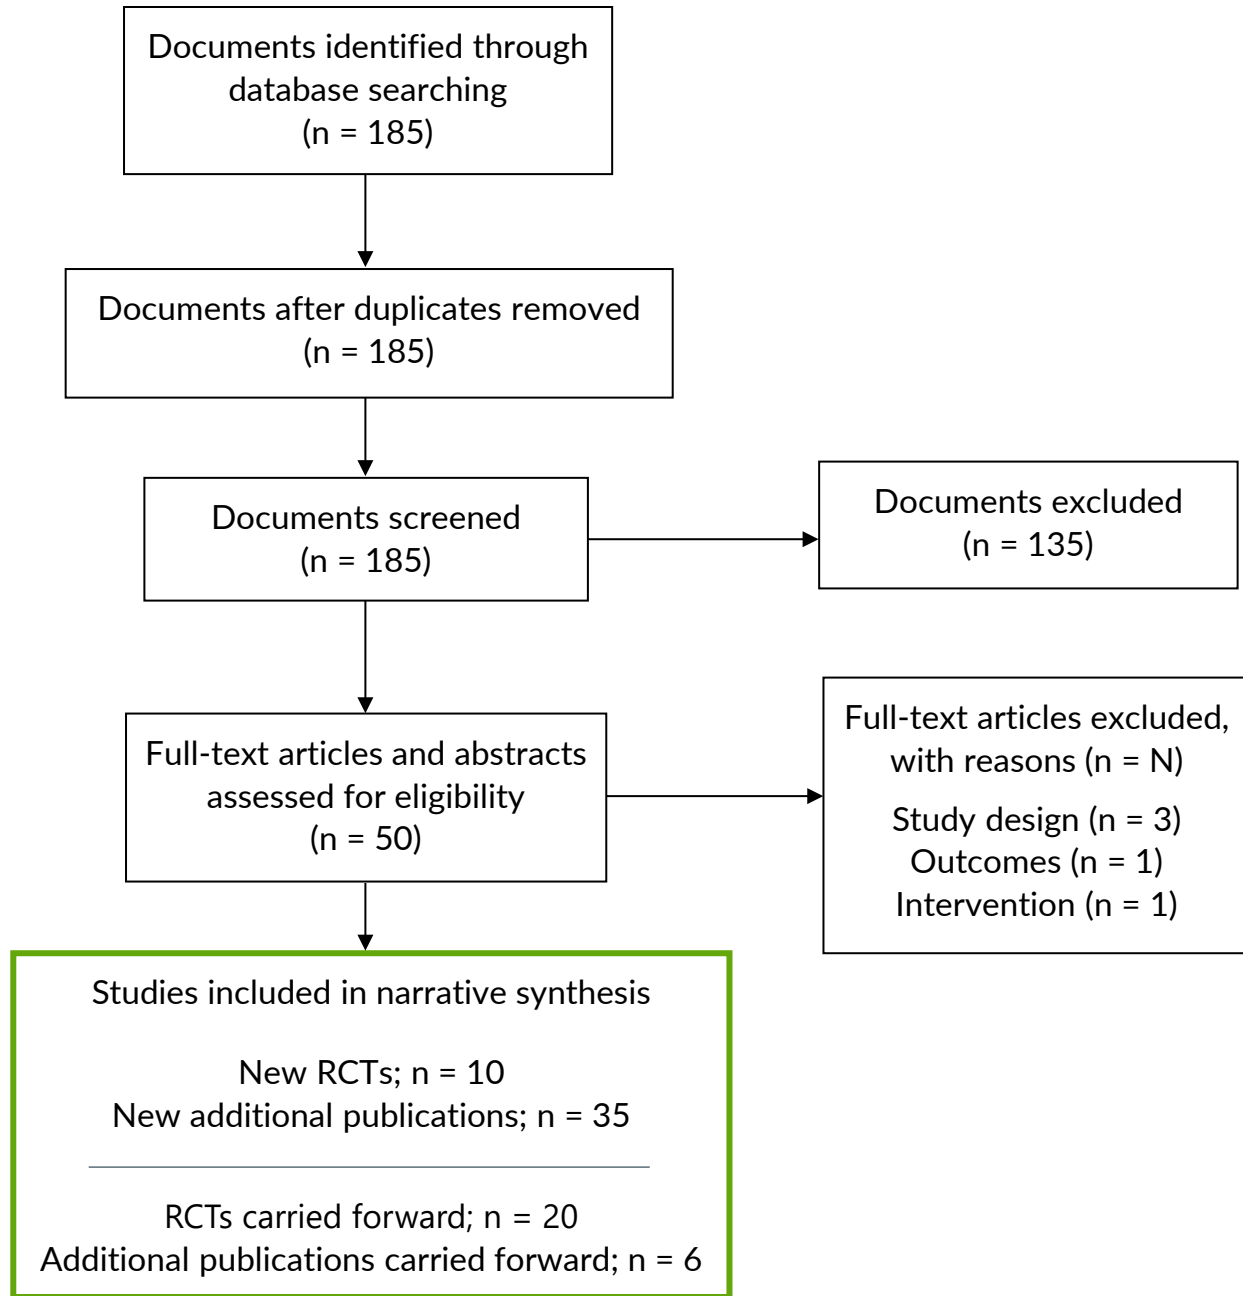 Documents identified through
database searching
(n = 185)
Documents after duplicates removed
(n = 185)
Documents screened
(n = 185)
Documents excluded
(n = 135)
Full-text articles and abstracts
assessed for eligibility
(n = 50)
Full-text articles excluded,
with reasons (n = N)
Study design (n = 3)
Outcomes (n = 1)
Intervention (n = 1)
Studies included in narrative synthesis
New RCTs; n = 10
New additional publications; n = 35
RCTs carried forward; n = 20
Additional publications carried forward; n = 6